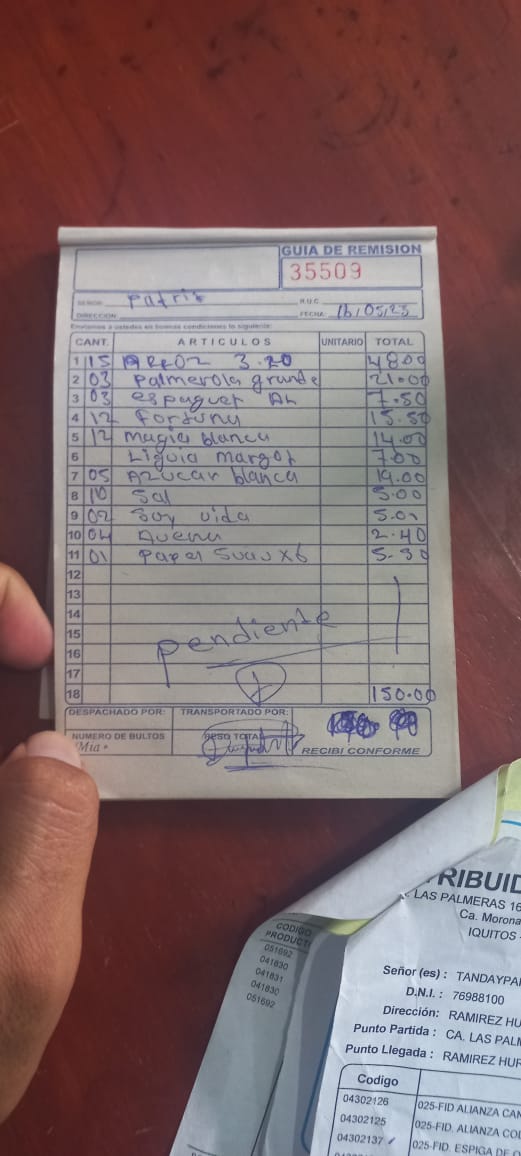 GUIA DE REMISION
35509
SEÑOR: Patris R.U.C.
DIRECCION: FECHA: 16/05/23
Enviamos a ustedes en buenas condiciones lo siguiente:
CANT. ARTICULOS UNITARIO TOTAL
1 15 ARROZ 3.20 48.00
2 03 Palmerola grande 21.00
3 03 espaguet AL 7.50
4 12 Fortuna 15.50
5 12 magia blanca 14.00
6 Liguia margot 7.00
7 05 Azucar blanca 19.00
8 10 Sal 5.00
9 02 Soy vida 5.00
10 04 Avena 2.40
11 01 Papel Suav x6 5.30
12
13
14
15 pendiente
16
17
18 150.00
DESPACHADO POR: TRANSPORTADO POR:
NUMERO DE BULTOS PESO TOTAL
Mia RECIBI CONFORME
RIBUID
LAS PALMERAS 16
Ca. Morona
IQUITOS
CODIGO
PRODUCT
051692
041830
041831
041830
051692
Señor (es) : TANDAYPA
D.N.I. : 76988100
Dirección: RAMIREZ HU
Punto Partida : CA. LAS PALM
Punto Llegada : RAMIREZ HUR
Codigo
04302126 025-FID ALIANZA CAN
04302125 025-FID. ALIANZA COL
04302137 025-FID. ESPIGA DE O